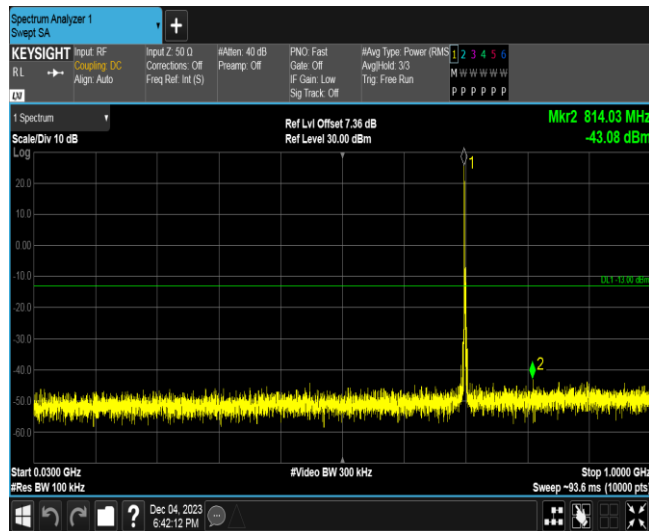 Spectrum Analyzer 1
Swept SA
+
KEYSIGHT
RL
LXI
Input: RF
Coupling: DC
Align: Auto
Input Z: 50 Ω
Corrections: Off
Freq Ref: Int (S)
#Atten: 40 dB
Preamp: Off
PNO: Fast
Gate: Off
IF Gain: Low
Sig Track: Off
#Avg Type: Power (RMS
Avg|Hold: 3/3
Trig: Free Run
1 2 3 4 5 6
M W W W W W
P P P P P P
1 Spectrum
Scale/Div 10 dB
Log
Ref Lvl Offset 7.36 dB
Ref Level 30.00 dBm
Mkr2 814.03 MHz
-43.08 dBm
1
20.0
10.0
0.00
-10.0
DL1 -13.00 dBm
-20.0
-30.0
-40.0
2
-50.0
-60.0
Start 0.0300 GHz
#Res BW 100 kHz
#Video BW 300 kHz
Stop 1.0000 GHz
Sweep ~93.6 ms (10000 pts)
?
Dec 04, 2023
6:42:12 PM